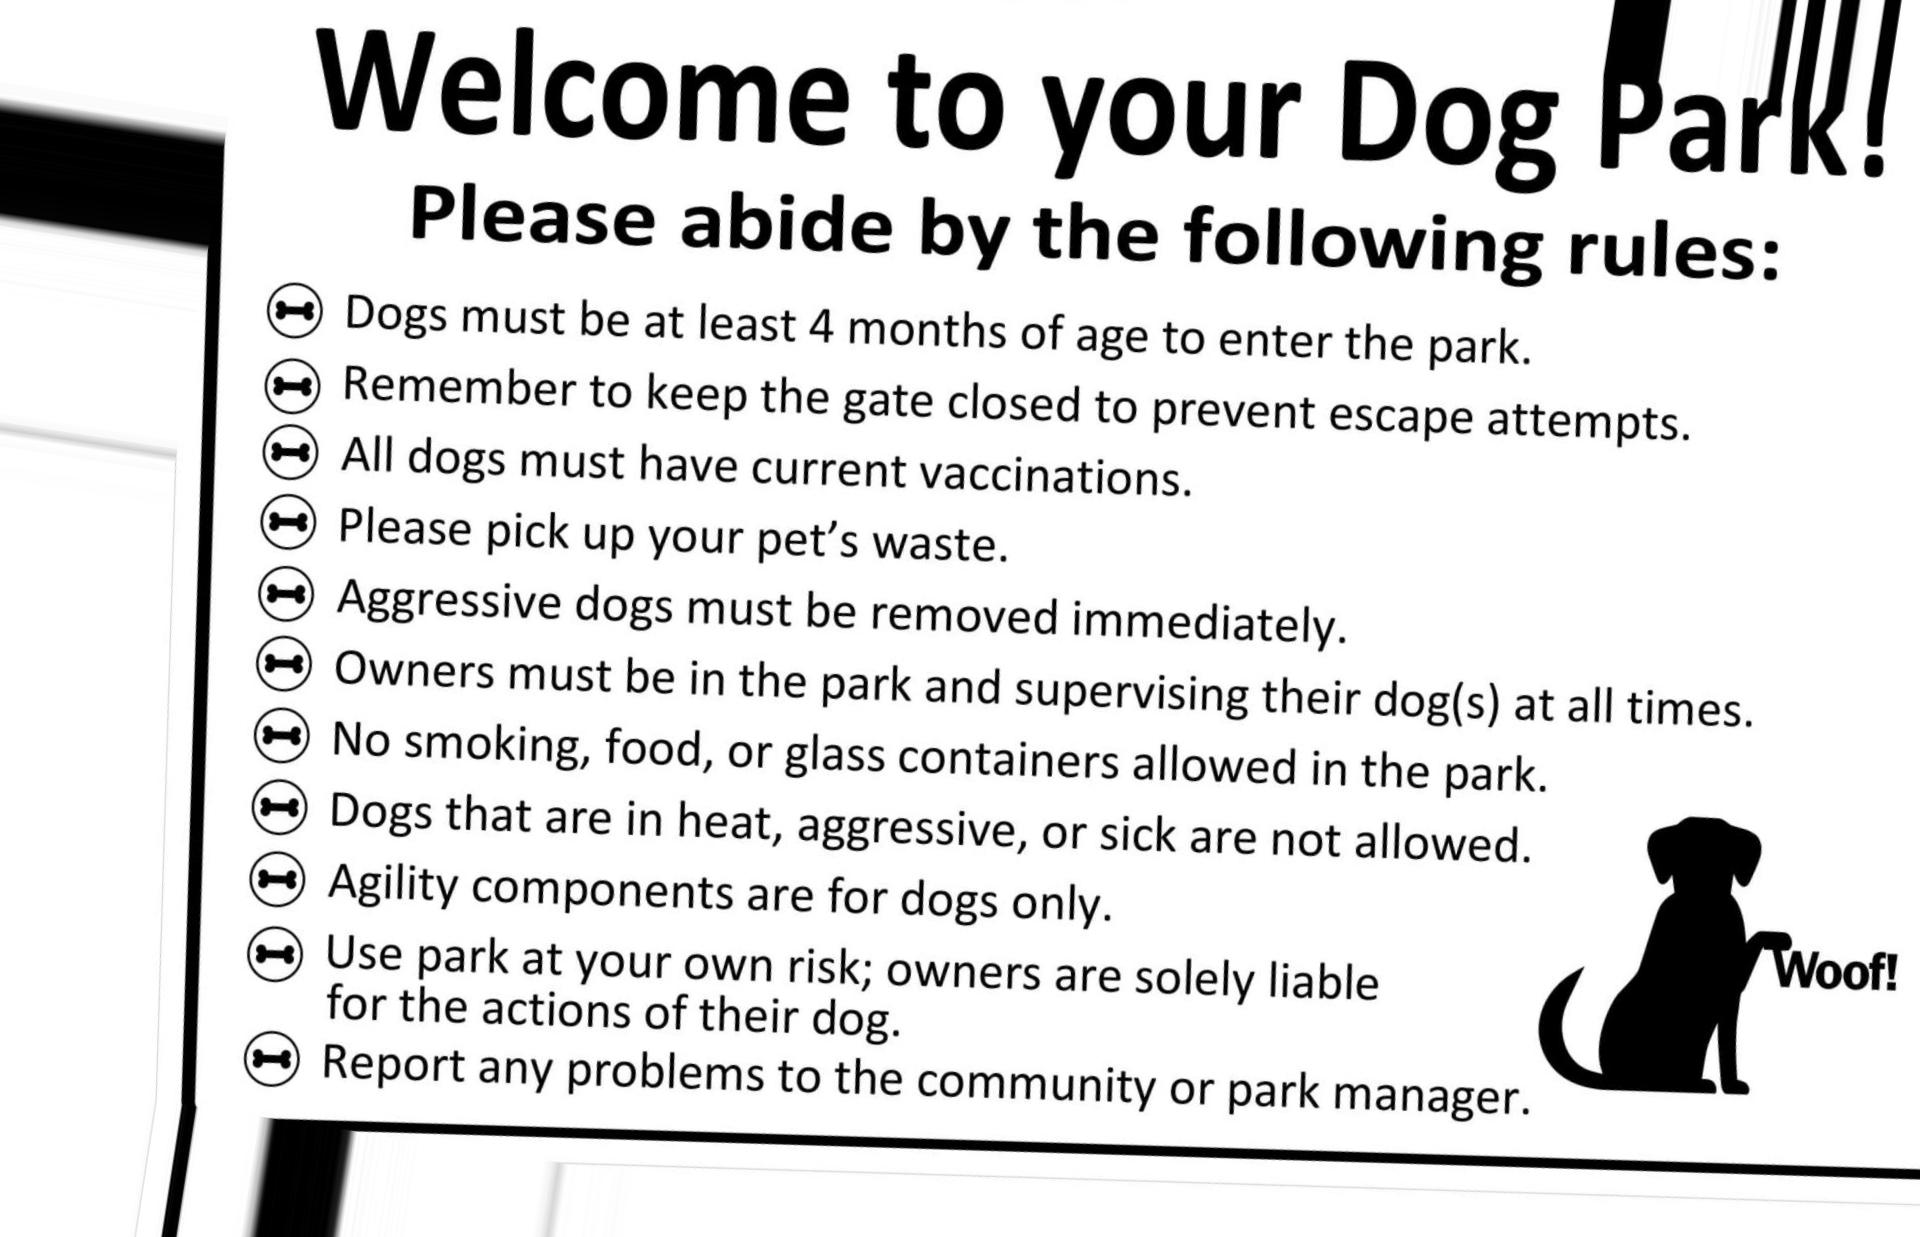 Welcome to your Dog Park!
Please abide by the following rules:
Dogs must be at least 4 months of age to enter the park.
Remember to keep the gate closed to prevent escape attempts.
All dogs must have current vaccinations.
Please pick up your pet’s waste.
Aggressive dogs must be removed immediately.
Owners must be in the park and supervising their dog(s) at all times.
No smoking, food, or glass containers allowed in the park.
Dogs that are in heat, aggressive, or sick are not allowed.
Agility components are for dogs only.
Use park at your own risk; owners are solely liable
for the actions of their dog.
Report any problems to the community or park manager.
Woof!